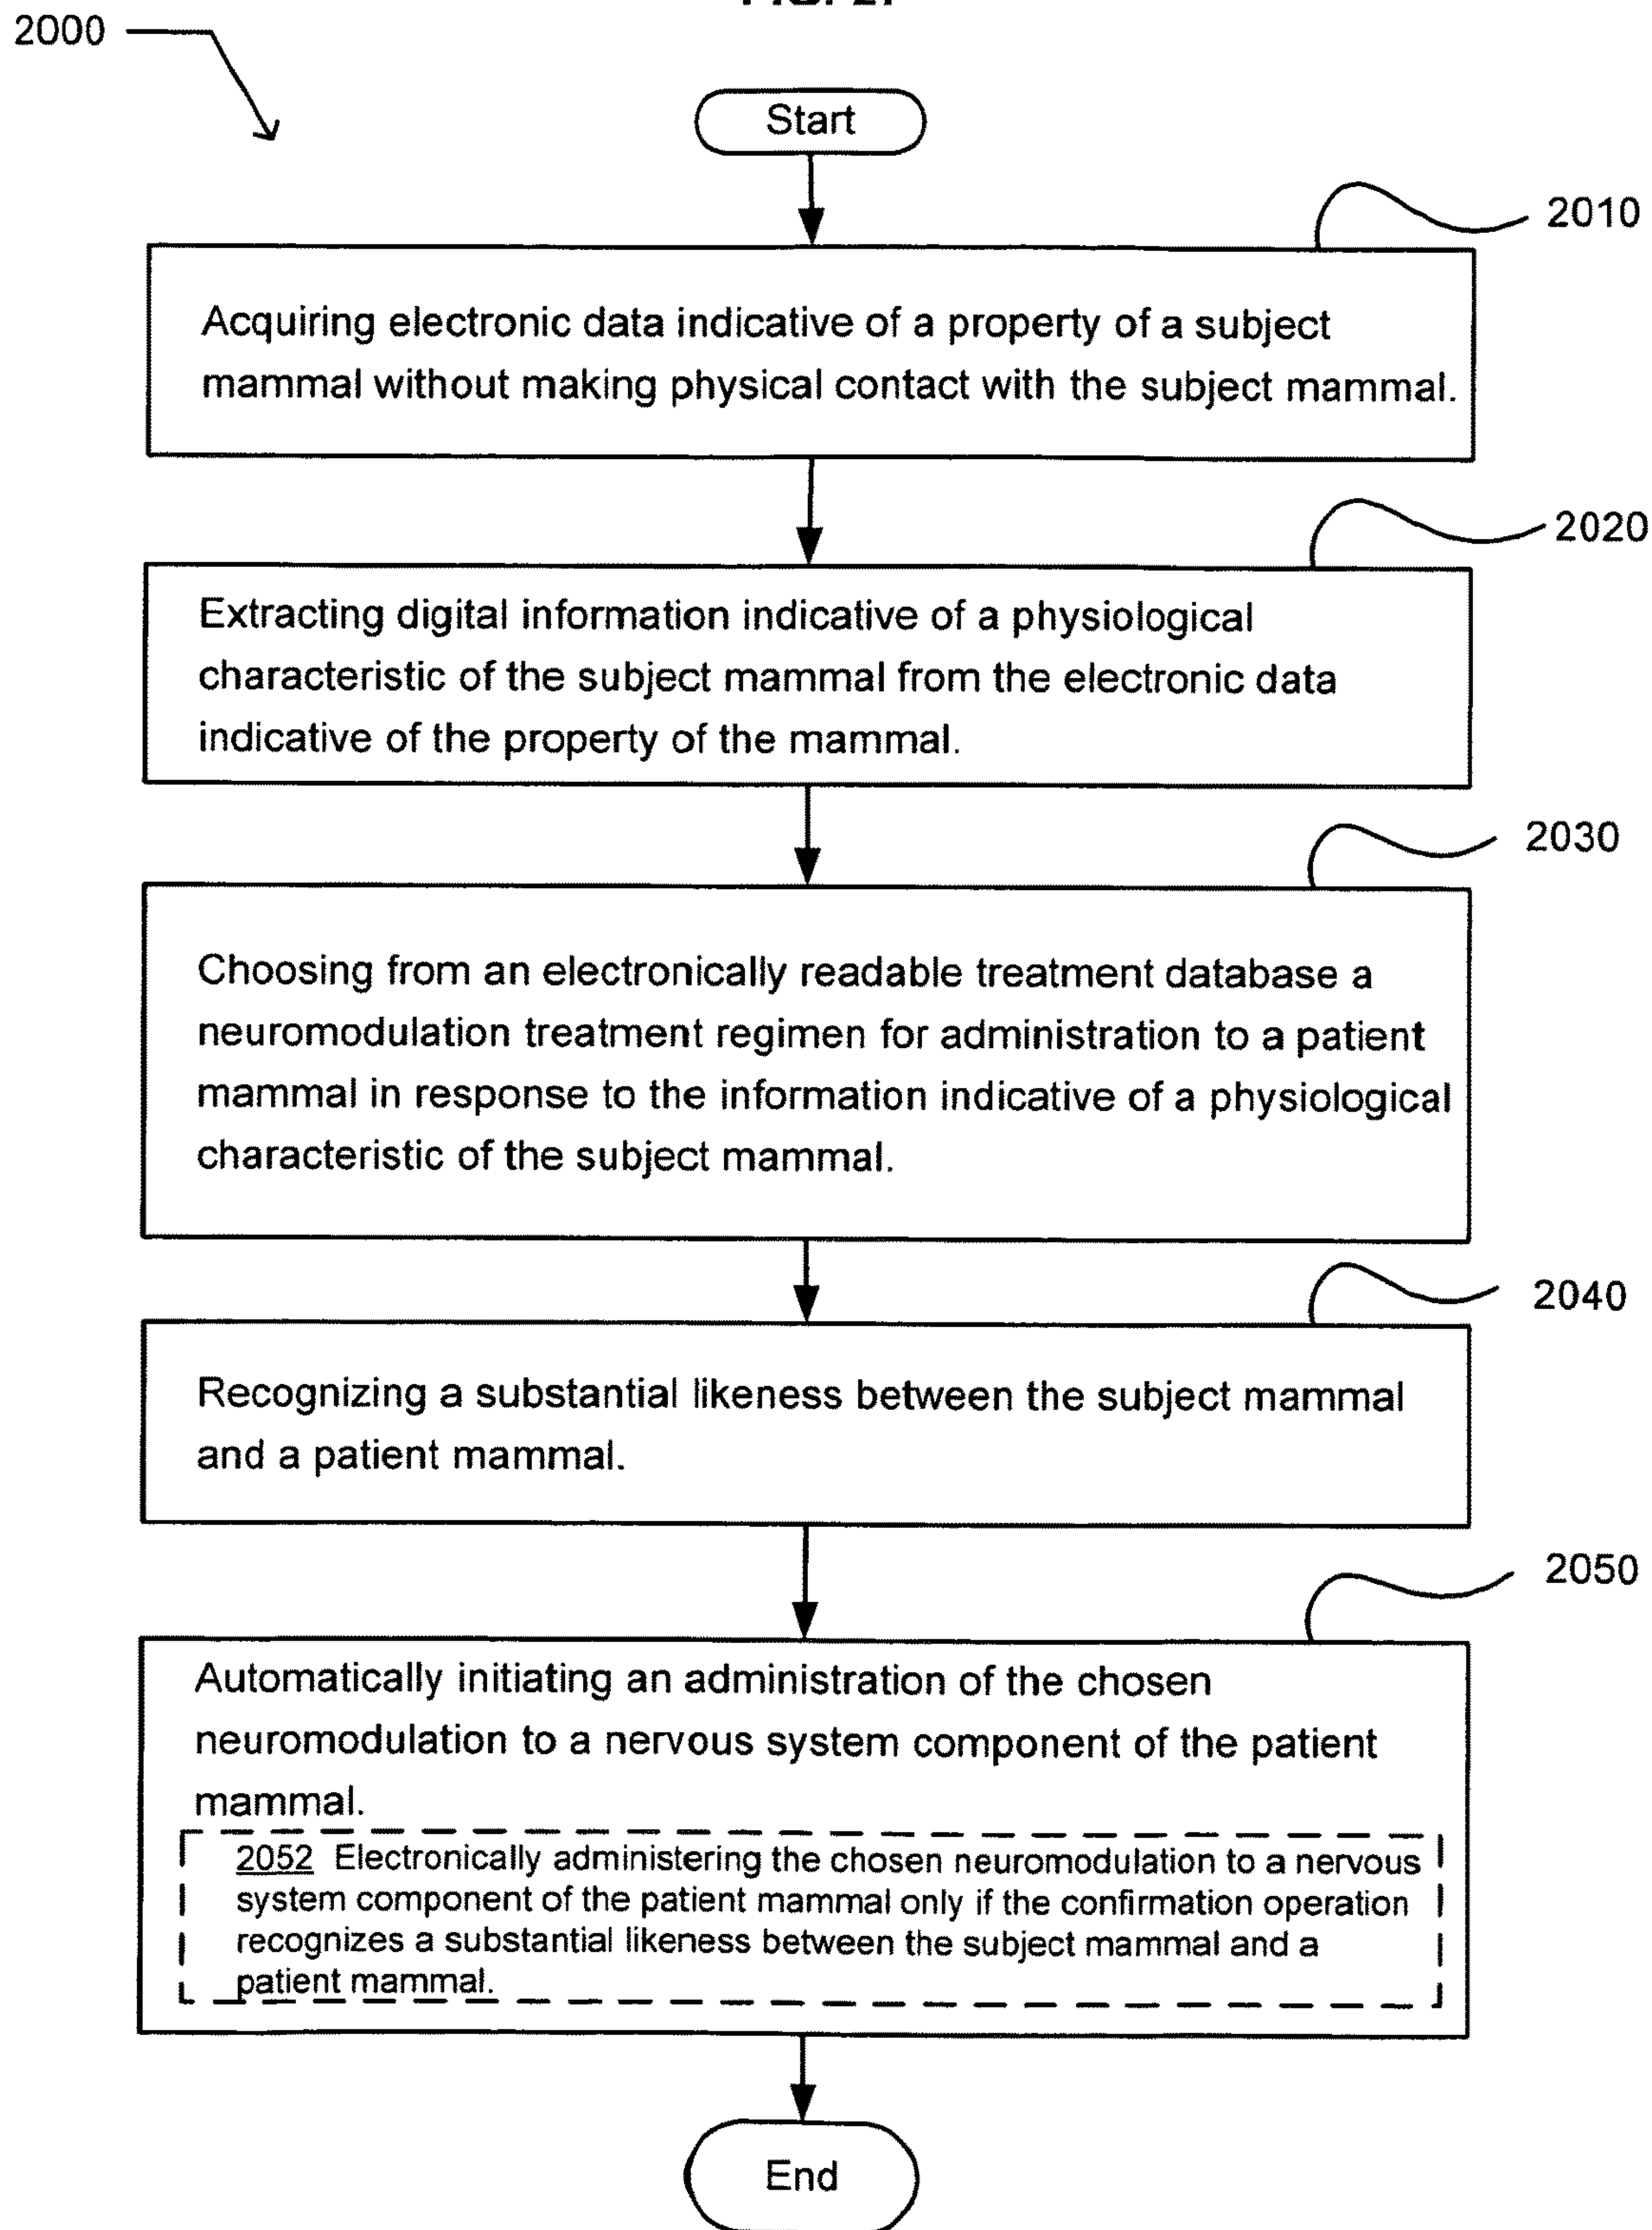 2000
Start
2010
Acquiring electronic data indicative of a property of a subject
mammal without making physical contact with the subject mammal.
2020
Extracting digital information indicative of a physiological
characteristic of the subject mammal from the electronic data
indicative of the property of the mammal.
2030
Choosing from an electronically readable treatment database a
neuromodulation treatment regimen for administration to a patient
mammal in response to the information indicative of a physiological
characteristic of the subject mammal.
2040
Recognizing a substantial likeness between the subject mammal
and a patient mammal.
2050
Automatically initiating an administration of the chosen
neuromodulation to a nervous system component of the patient
mammal.
2052 Electronically administering the chosen neuromodulation to a nervous
system component of the patient mammal only if the confirmation operation
recognizes a substantial likeness between the subject mammal and a
patient mammal.
End